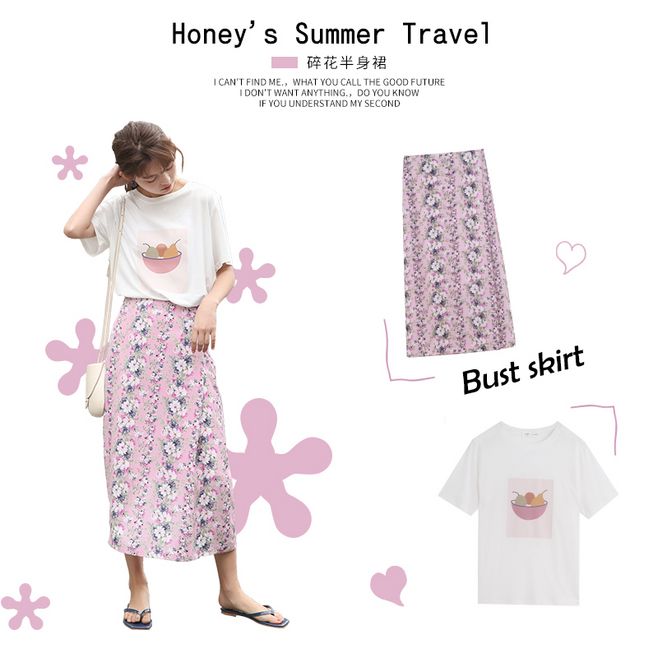 Honey's Summer Travel
碎花半身裙
I CAN'T FIND ME.，WHAT YOU CALL THE GOOD FUTURE
I DON'T WANT ANYTHING.，DO YOU KNOW
IF YOU UNDERSTAND MY SECOND
Bust skirt